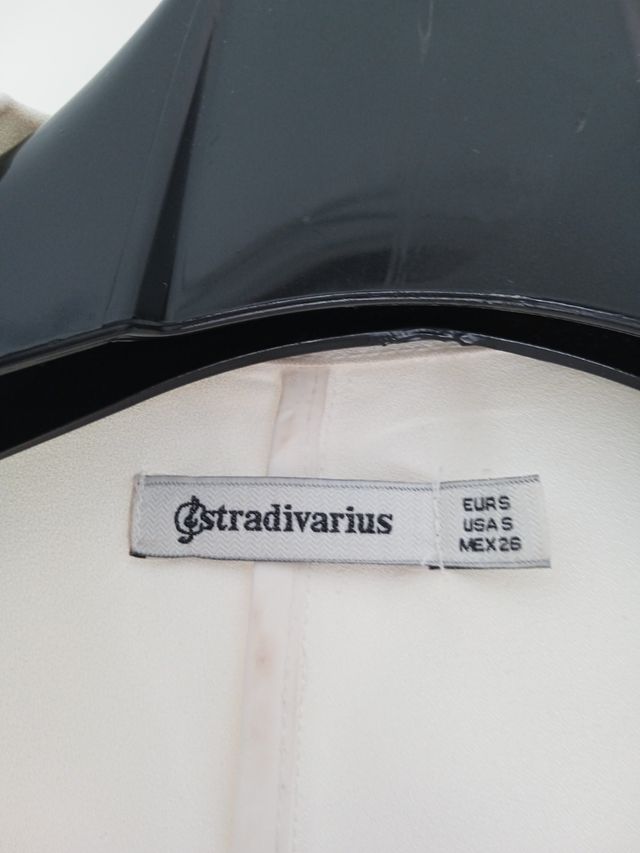 stradivarius
EUR S
USA S
MEX 26